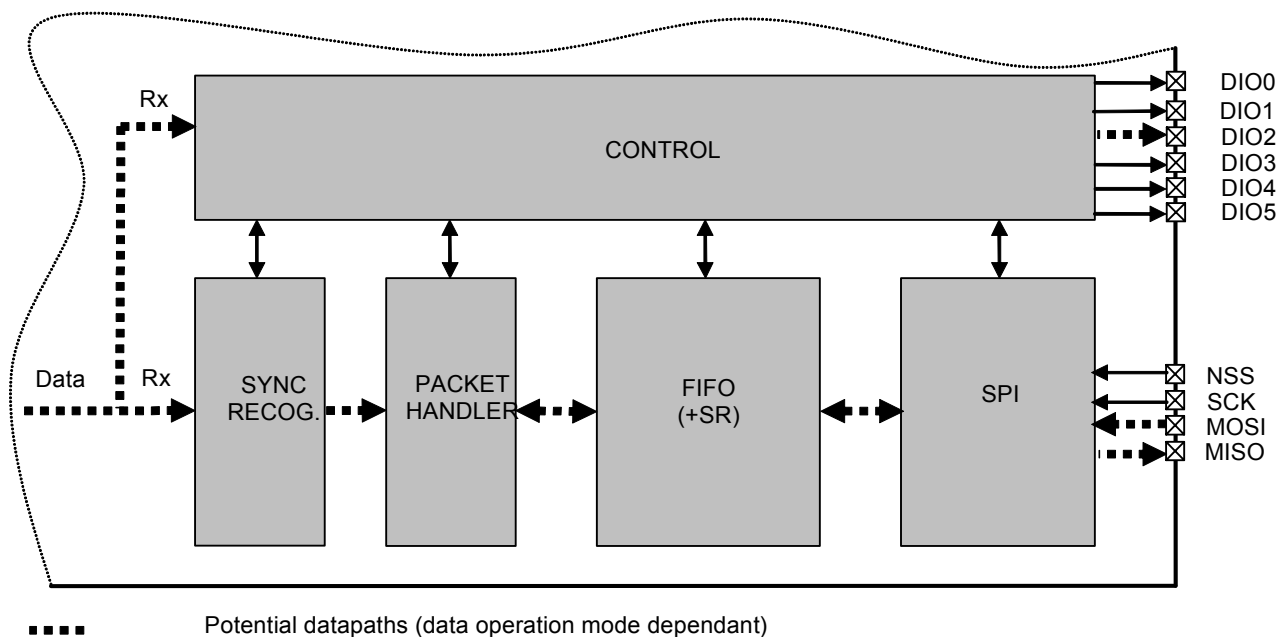 Rx
CONTROL
DIO0
DIO1
DIO2
DIO3
DIO4
DIO5
Data
Rx
SYNC
RECOG.
PACKET
HANDLER
FIFO
(+SR)
SPI
NSS
SCK
MOSI
MISO
Potential datapaths (data operation mode dependant)